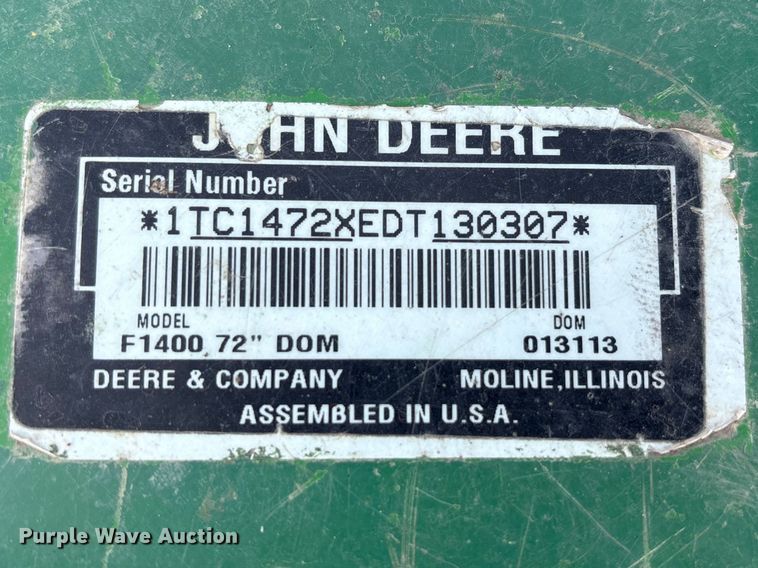 JOHN DEERE
Serial Number
*1TC1472XEDT130307*
MODEL DOM
F1400 72" DOM 013113
DEERE & COMPANY MOLINE, ILLINOIS
ASSEMBLED IN U.S.A.
Purple Wave Auction